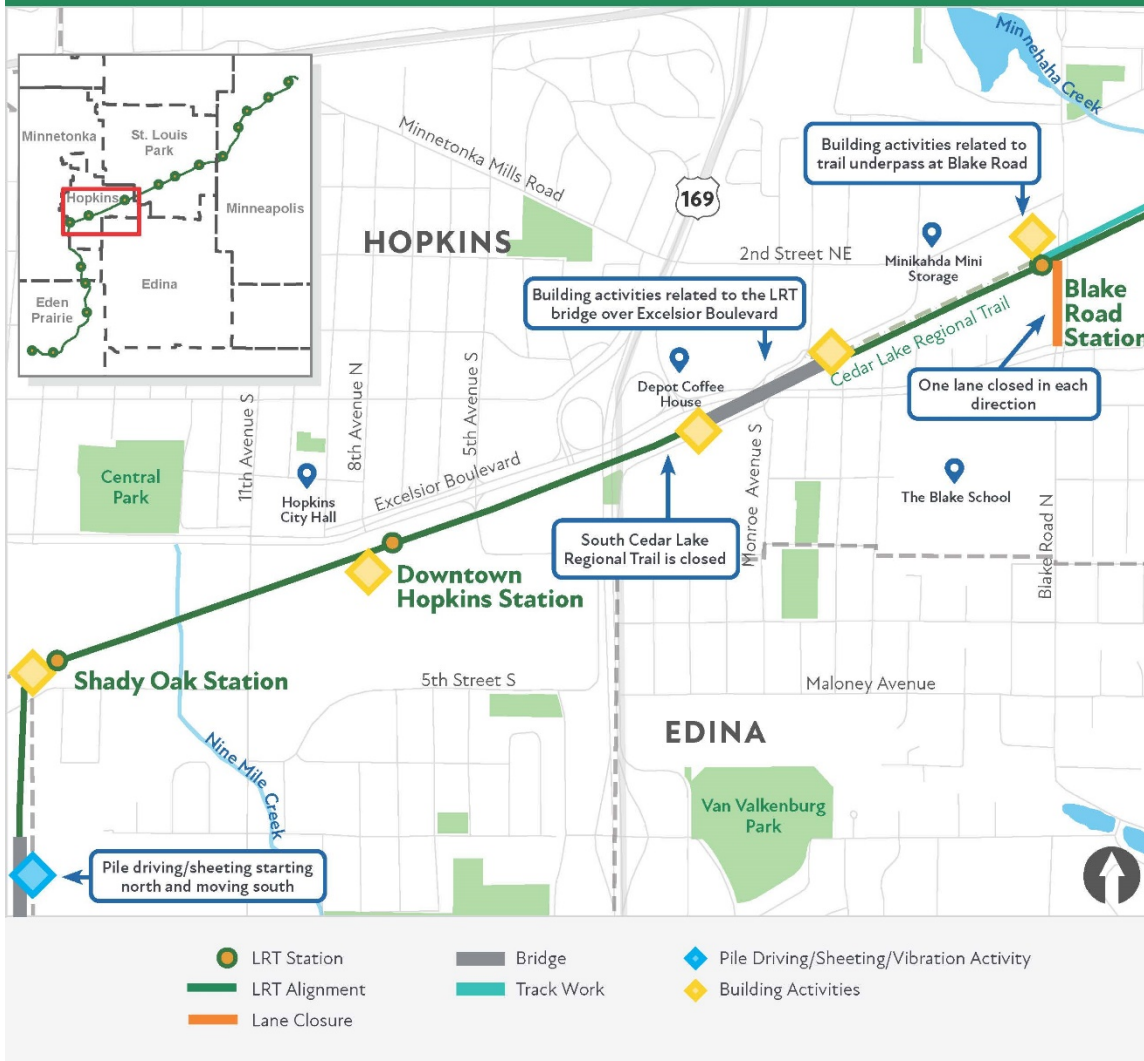 Minnetonka
St. Louis
Park
Hopkins
Minneapolis
Edina
Eden
Prairie
Minnehaha Creek
Minnetonka Mills Road
169
Building activities related to
trail underpass at Blake Road
HOPKINS
2nd Street NE
Minikahda Mini
Storage
Building activities related to the LRT
bridge over Excelsior Boulevard
Blake
Road
Station
Cedar Lake Regional Trail
Depot Coffee
House
One lane closed in each
direction
11th Avenue S
8th Avenue N
5th Avenue S
Excelsior Boulevard
Central
Park
Hopkins
City Hall
Monroe Avenue S
The Blake School
Blake Road N
South Cedar Lake
Regional Trail is closed
Downtown
Hopkins Station
Shady Oak Station
5th Street S
Maloney Avenue
EDINA
Nine Mile Creek
Van Valkenburg
Park
Pile driving/sheeting starting
north and moving south
LRT Station
LRT Alignment
Lane Closure
Bridge
Track Work
Pile Driving/Sheeting/Vibration Activity
Building Activities